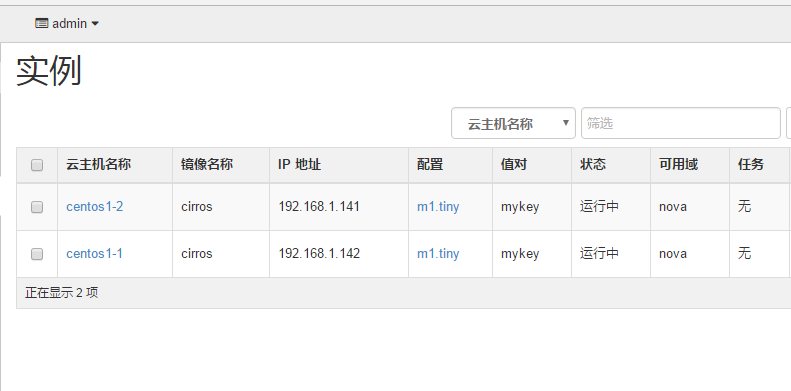 admin
实例
云主机名称 筛选
云主机名称 镜像名称 IP 地址 配置 值对 状态 可用域 任务
centos1-2 cirros 192.168.1.141 m1.tiny mykey 运行中 nova 无
centos1-1 cirros 192.168.1.142 m1.tiny mykey 运行中 nova 无
正在显示 2 项